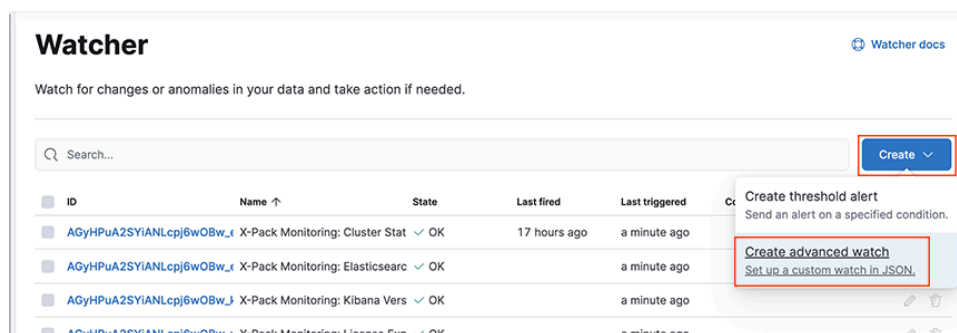 Watcher
Watcher docs
Watch for changes or anomalies in your data and take action if needed.
Search...
Create
ID Name State Last fired Last triggered
Create threshold alert
Send an alert on a specified condition.
AGyHPuA2SYiANLcpj6wOBw_ X-Pack Monitoring: Cluster Stat OK 17 hours ago a minute ago
Create advanced watch
Set up a custom watch in JSON.
AGyHPuA2SYiANLcpj6wOBw_ X-Pack Monitoring: Elasticsearc OK a minute ago
AGyHPuA2SYiANLcpj6wOBw_ X-Pack Monitoring: Kibana Vers OK a minute ago